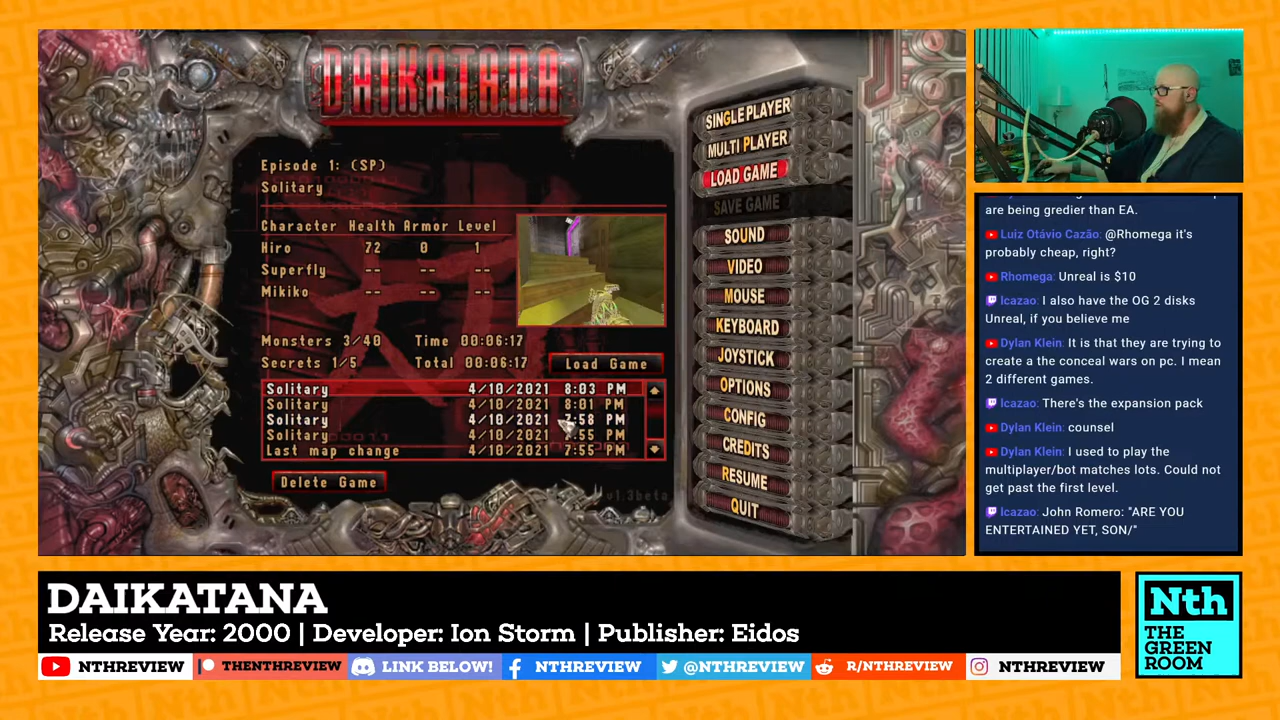 DAIKATANA
Episode 1: (SP)
Solitary
Character Health Armor Level
Hiro 72 0 1
Superfly -- -- --
Mikiko -- -- --
Monsters 3/40 Time 00:06:17
Secrets 1/5 Total 00:06:17
Load Game
Solitary 4/10/2021 8:03 PM
Solitary 4/10/2021 8:01 PM
Solitary 4/10/2021 7:58 PM
Solitary 4/10/2021 7:55 PM
Last map change 4/10/2021 7:55 PM
Delete Game
v1.3beta
SINGLE PLAYER
MULTI PLAYER
LOAD GAME
SAVE GAME
SOUND
VIDEO
MOUSE
KEYBOARD
JOYSTICK
OPTIONS
CONFIG
CREDITS
RESUME
QUIT
are being gredier than EA.
Luiz Otávio Cazão: @Rhomega it's
probably cheap, right?
Rhomega: Unreal is $10
icazao: I also have the OG 2 disks
Unreal, if you believe me
Dylan Klein: It is that they are trying to
create a the conceal wars on pc. I mean
2 different games.
icazao: There's the expansion pack
Dylan Klein: counsel
Dylan Klein: I used to play the
multiplayer/bot matches lots. Could not
get past the first level.
icazao: John Romero: "ARE YOU
ENTERTAINED YET, SON/"
DAIKATANA
Release Year: 2000 | Developer: Ion Storm | Publisher: Eidos
NTHREVIEW
THENTHREVIEW
LINK BELOW!
NTHREVIEW
@NTHREVIEW
R/NTHREVIEW
NTHREVIEW
Nth
THE
GREEN
ROOM